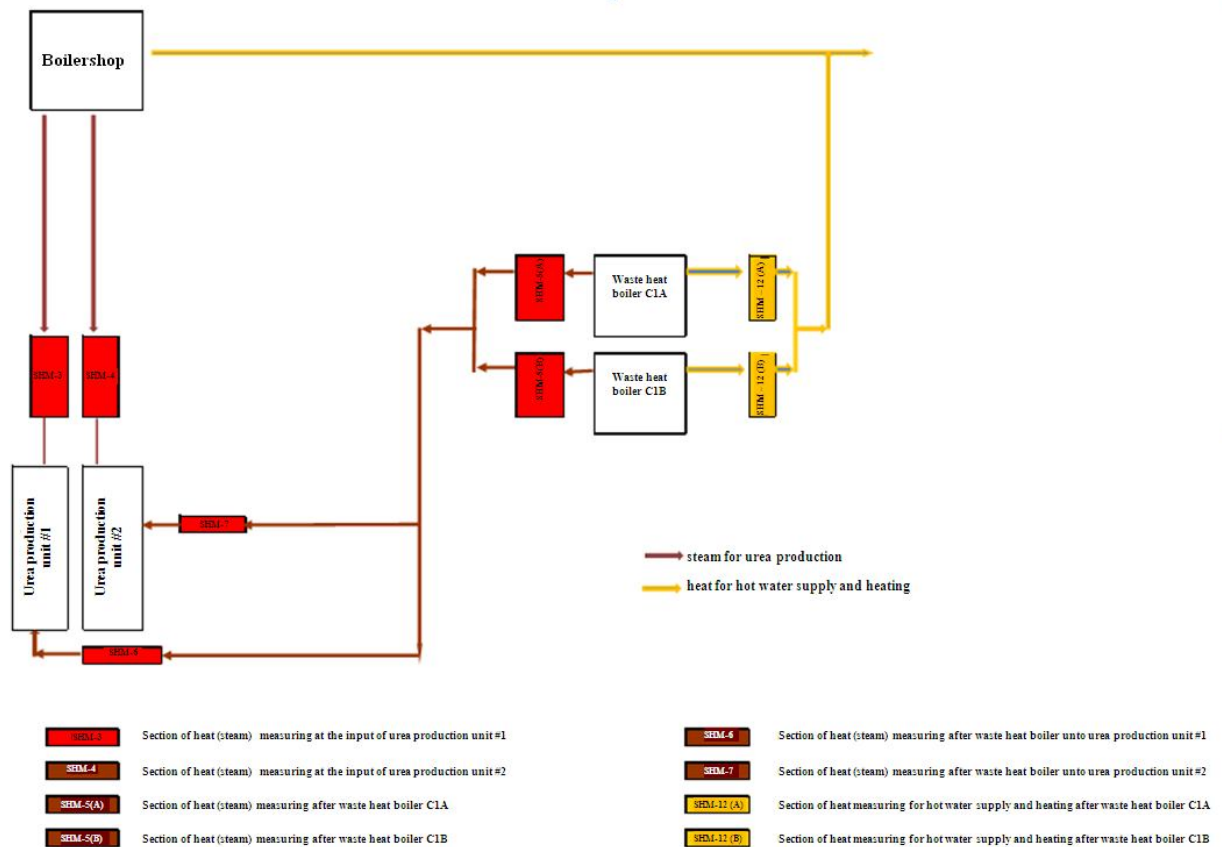 Boilershop
SHM-5(A)
Waste heat
boiler C1A
SHM – 12 (A)
SHM-5(B)
Waste heat
boiler C1B
SHM – 12 (B)
SHM-3
SHM-4
Urea production
unit #1
Urea production
unit #2
SHM-7
SHM-6
steam for urea production
heat for hot water supply and heating
SHM-3 Section of heat (steam) measuring at the input of urea production unit #1
SHM-4 Section of heat (steam) measuring at the input of urea production unit #2
SHM-5(A) Section of heat (steam) measuring after waste heat boiler C1A
SHM-5(B) Section of heat (steam) measuring after waste heat boiler C1B
SHM-6 Section of heat (steam) measuring after waste heat boiler unto urea production unit #1
SHM-7 Section of heat (steam) measuring after waste heat boiler unto urea production unit #2
SHM-12 (A) Section of heat measuring for hot water supply and heating after waste heat boiler C1A
SHM-12 (B) Section of heat measuring for hot water supply and heating after waste heat boiler C1B